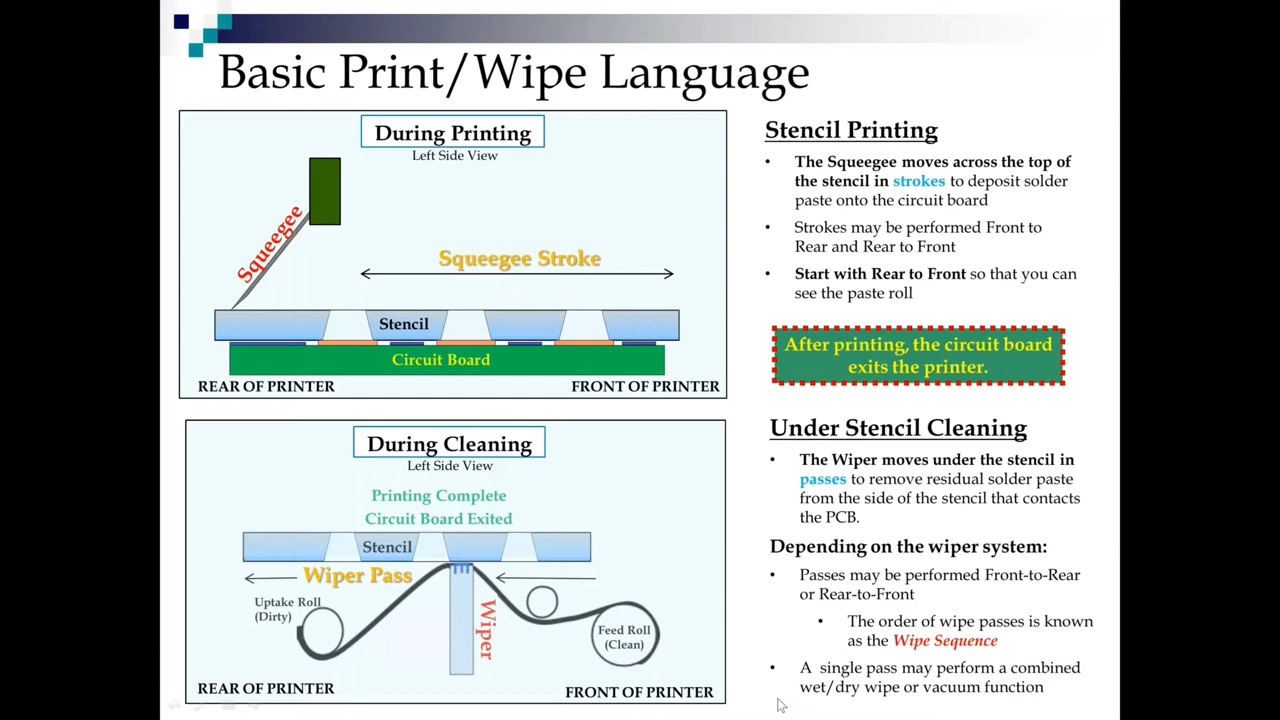 Basic Print/Wipe Language
During Printing
Left Side View
Squeegee
Squeegee Stroke
Stencil
Circuit Board
REAR OF PRINTER
FRONT OF PRINTER
Stencil Printing
• The Squeegee moves across the top of
the stencil in strokes to deposit solder
paste onto the circuit board
• Strokes may be performed Front to
Rear and Rear to Front
• Start with Rear to Front so that you can
see the paste roll
After printing, the circuit board
exits the printer.
During Cleaning
Left Side View
Printing Complete
Circuit Board Exited
Stencil
Wiper Pass
Uptake Roll
(Dirty)
Wiper
Feed Roll
(Clean)
REAR OF PRINTER
FRONT OF PRINTER
Under Stencil Cleaning
• The Wiper moves under the stencil in
passes to remove residual solder paste
from the side of the stencil that contacts
the PCB.
Depending on the wiper system:
• Passes may be performed Front-to-Rear
or Rear-to-Front
• The order of wipe passes is known
as the Wipe Sequence
• A single pass may perform a combined
wet/dry wipe or vacuum function